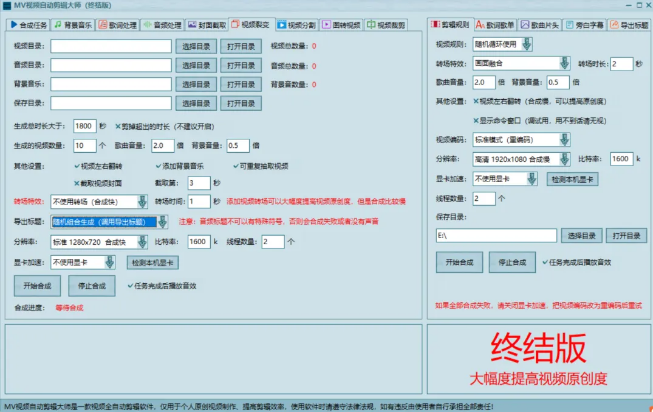 MV视频自动剪辑大师（终结版）
合成任务 背景音乐 歌词处理 音频处理 封面截取 视频裂变 视频分割 图转视频 视频裁剪
视频目录： 选择目录 打开目录 视频总数量：0
音频目录： 选择目录 打开目录 音频总数量：0
背景音乐： 选择目录 打开目录 背景音数量：0
保存目录： 选择目录 打开目录
生成总时长大于： 1800 秒 ×剪掉超出的时长（不建议开启）
生成的视频数量： 10 个 歌曲音量： 2.0 倍 背景音量： 0.5 倍
其他设置： ✓视频左右翻转 ✓添加背景音乐 ✓可重复抽取视频
×截取视频封面 截取第： 3 秒
转场特效： 不使用转场（合成快） 转场时间： 1 秒 添加视频转场可以大幅度提高视频原创度，但是合成比较慢
导出标题： 随机组合生成（调用导出标题） 注意：音频标题不可以有特殊符号，否则会合成失败或者没有声音
分辨率： 标准 1280x720 合成快 比特率： 1600 k 线程数量： 2 个
显卡加速： 不使用显卡 检测本机显卡
开始合成 停止合成 ✓任务完成后播放音效
合成进度： 等待合成
剪辑规则 歌词歌单 歌曲片头 旁白字幕 导出标题
视频规则： 随机循环使用
转场特效： 画面融合 转场时长： 2 秒
歌曲音量： 2.0 倍 背景音量： 0.5 倍
其他设置： ×视频左右翻转（合成慢，可以提高原创度）
×显示命令窗口（调试用，用不到请无视）
视频编码： 标准模式（重编码）
分辨率： 高清 1920x1080 合成慢 比特率： 1600 k
显卡加速： 不使用显卡 检测本机显卡
线程数量： 2 个
保存目录：
E:\ 选择目录 打开目录
开始合成 停止合成 ✓任务完成后播放音效
如果全部合成失败，请关闭显卡加速，把视频编码改为重编码后重试
终结版
大幅度提高视频原创度
MV视频自动剪辑大师是一款视频全自动剪辑软件，仅用于个人原创视频制作，提高剪辑效率，使用软件时请遵守法律法规，如有违反由使用者自行承担全部责任！